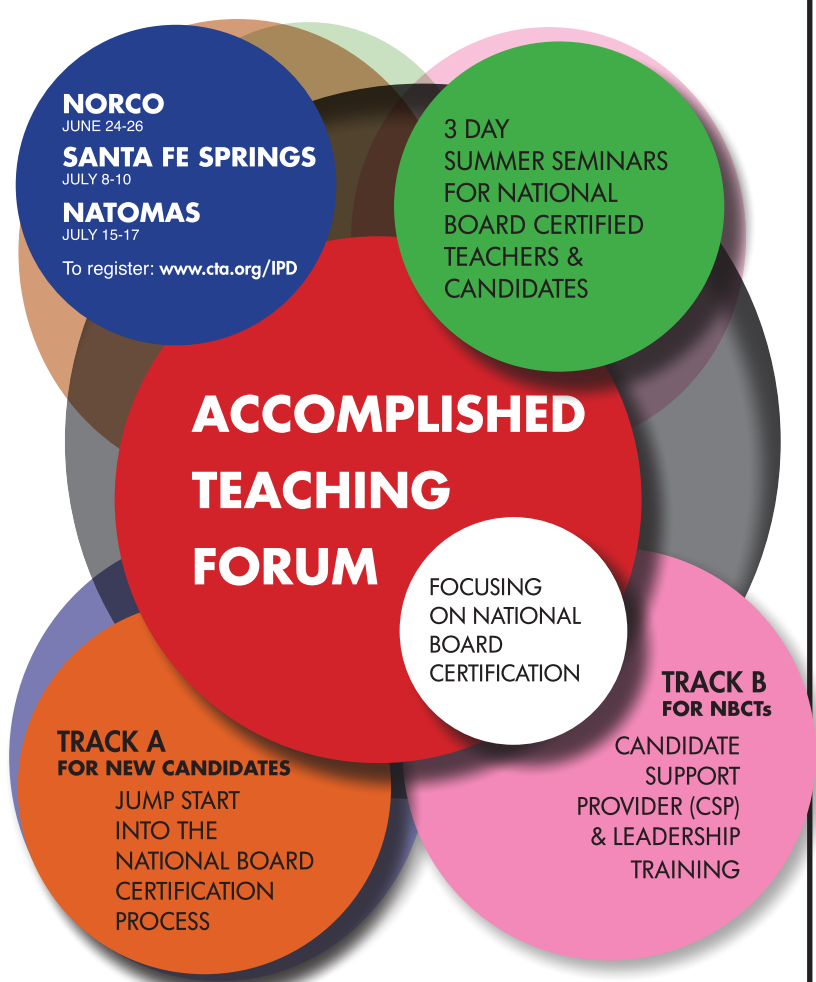 NORCO
JUNE 24-26
SANTA FE SPRINGS
JULY 8-10
NATOMAS
JULY 15-17
To register: www.cta.org/IPD
3 DAY
SUMMER SEMINARS
FOR NATIONAL
BOARD CERTIFIED
TEACHERS &
CANDIDATES
ACCOMPLISHED
TEACHING
FORUM
FOCUSING
ON NATIONAL
BOARD
CERTIFICATION
TRACK A
FOR NEW CANDIDATES
JUMP START
INTO THE
NATIONAL BOARD
CERTIFICATION
PROCESS
TRACK B
FOR NBCTs
CANDIDATE
SUPPORT
PROVIDER (CSP)
& LEADERSHIP
TRAINING